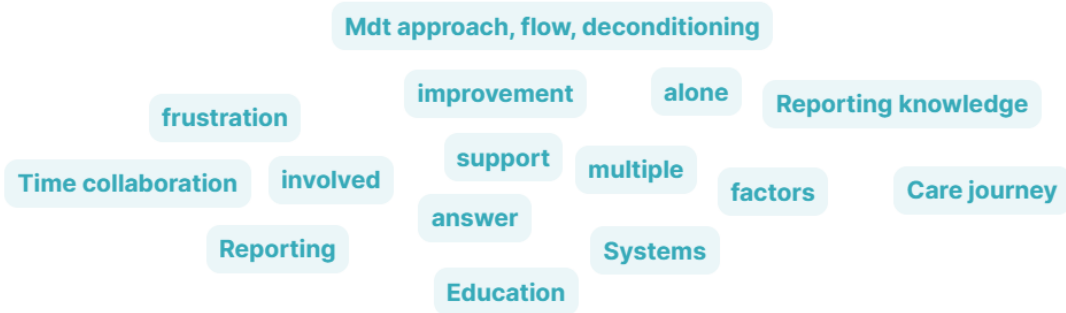 Mdt approach, flow, deconditioning
improvement
alone
Reporting knowledge
frustration
support
multiple
Time collaboration
involved
factors
Care journey
answer
Reporting
Systems
Education